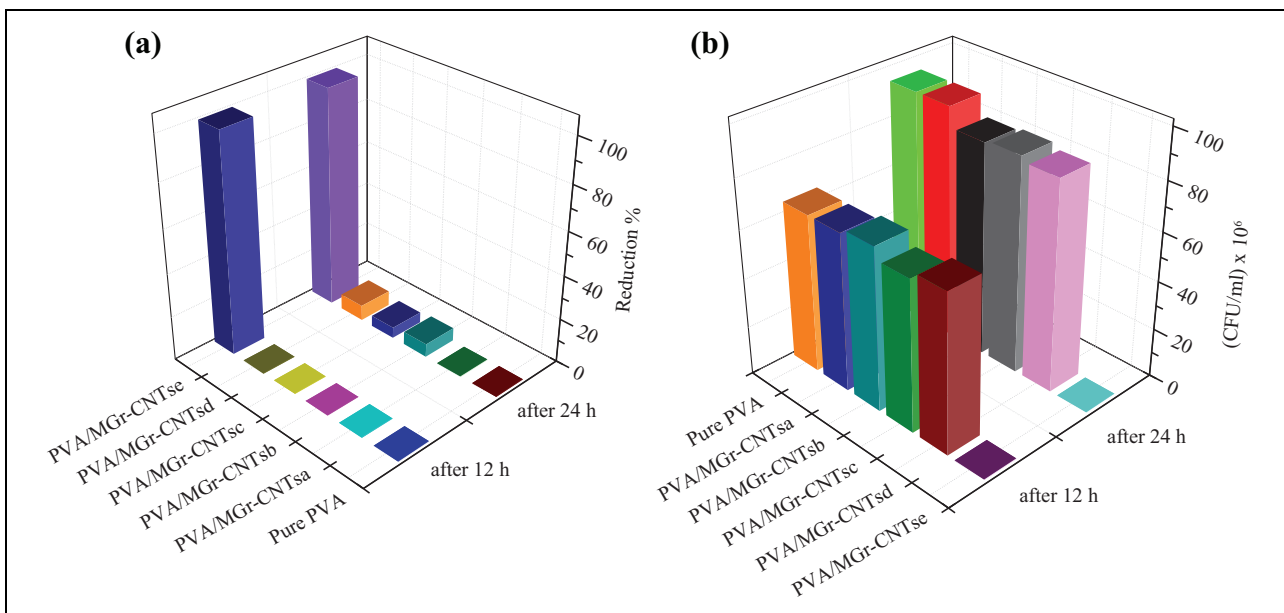 (a)
100
80
60
40
20
0
Reduction %
after 24 h
after 12 h
PVA/MGr-CNTse
PVA/MGr-CNTsd
PVA/MGr-CNTsc
PVA/MGr-CNTsb
PVA/MGr-CNTsa
Pure PVA
(b)
100
80
60
40
20
0
(CFU/ml) x 10⁶
after 24 h
after 12 h
Pure PVA
PVA/MGr-CNTsa
PVA/MGr-CNTsb
PVA/MGr-CNTsc
PVA/MGr-CNTsd
PVA/MGr-CNTse